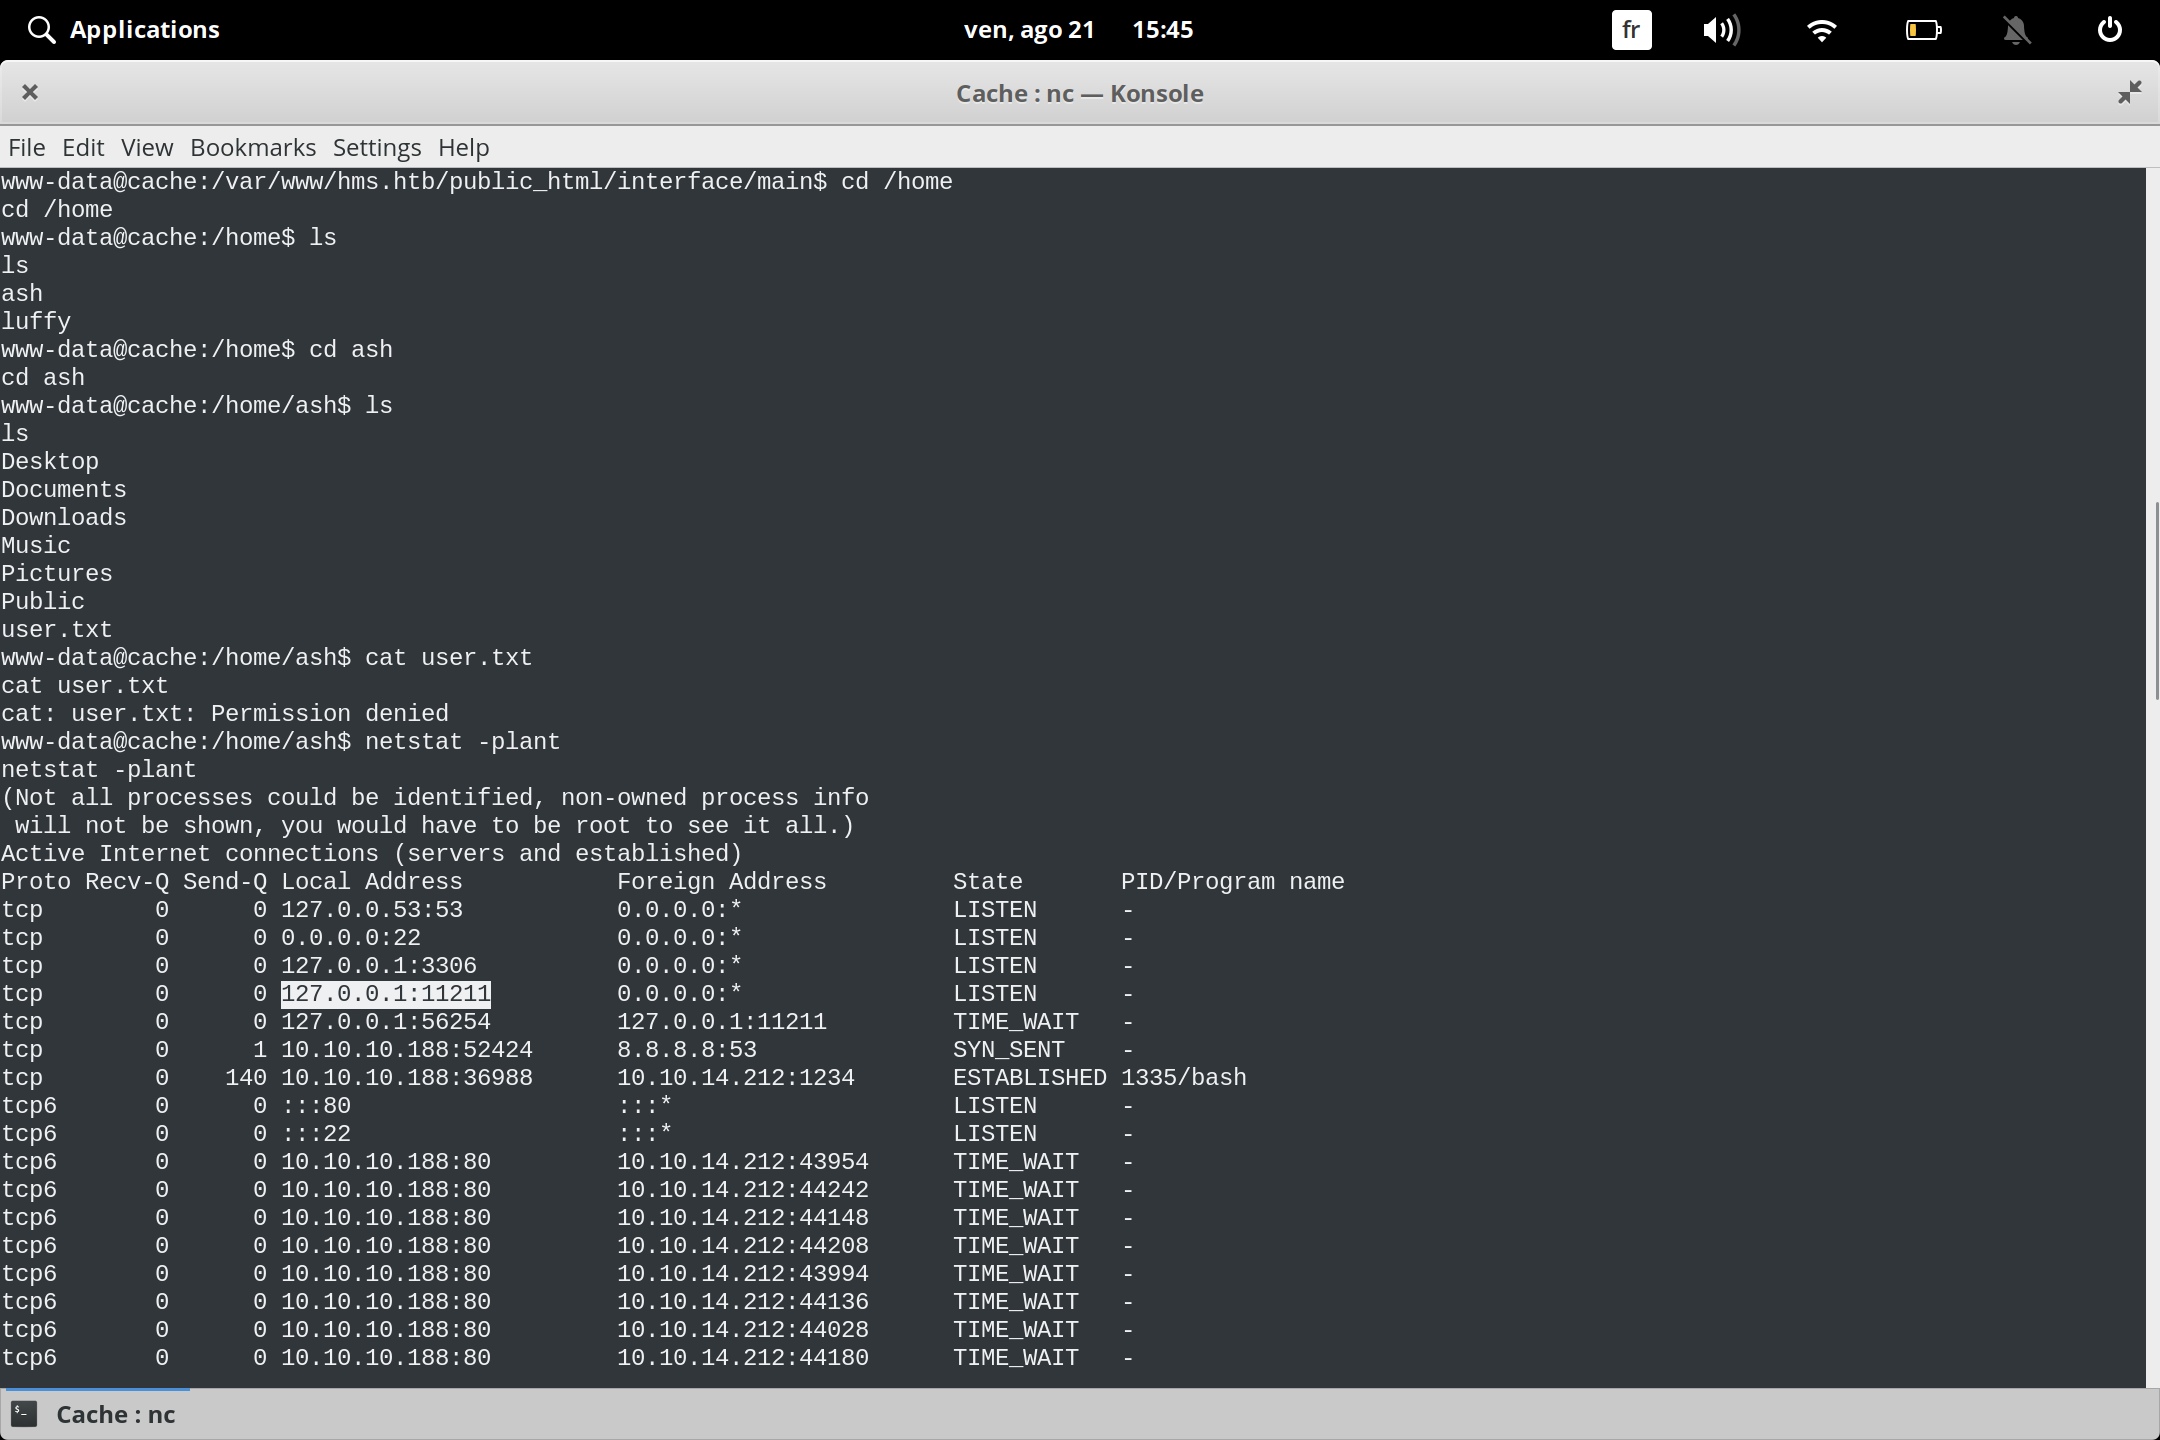 Applications ven, ago 21 15:45 fr
Cache : nc — Konsole
File Edit View Bookmarks Settings Help
www-data@cache:/var/www/hms.htb/public_html/interface/main$ cd /home
cd /home
www-data@cache:/home$ ls
ls
ash
luffy
www-data@cache:/home$ cd ash
cd ash
www-data@cache:/home/ash$ ls
ls
Desktop
Documents
Downloads
Music
Pictures
Public
user.txt
www-data@cache:/home/ash$ cat user.txt
cat user.txt
cat: user.txt: Permission denied
www-data@cache:/home/ash$ netstat -plant
netstat -plant
(Not all processes could be identified, non-owned process info
 will not be shown, you would have to be root to see it all.)
Active Internet connections (servers and established)
Proto Recv-Q Send-Q Local Address           Foreign Address         State       PID/Program name
tcp        0      0 127.0.0.53:53           0.0.0.0:*               LISTEN      -
tcp        0      0 0.0.0.0:22              0.0.0.0:*               LISTEN      -
tcp        0      0 127.0.0.1:3306          0.0.0.0:*               LISTEN      -
tcp        0      0 127.0.0.1:11211         0.0.0.0:*               LISTEN      -
tcp        0      0 127.0.0.1:56254         127.0.0.1:11211         TIME_WAIT   -
tcp        0      1 10.10.10.188:52424      8.8.8.8:53              SYN_SENT    -
tcp        0    140 10.10.10.188:36988      10.10.14.212:1234       ESTABLISHED 1335/bash
tcp6       0      0 :::80                   :::*                    LISTEN      -
tcp6       0      0 :::22                   :::*                    LISTEN      -
tcp6       0      0 10.10.10.188:80         10.10.14.212:43954      TIME_WAIT   -
tcp6       0      0 10.10.10.188:80         10.10.14.212:44242      TIME_WAIT   -
tcp6       0      0 10.10.10.188:80         10.10.14.212:44148      TIME_WAIT   -
tcp6       0      0 10.10.10.188:80         10.10.14.212:44208      TIME_WAIT   -
tcp6       0      0 10.10.10.188:80         10.10.14.212:43994      TIME_WAIT   -
tcp6       0      0 10.10.10.188:80         10.10.14.212:44136      TIME_WAIT   -
tcp6       0      0 10.10.10.188:80         10.10.14.212:44028      TIME_WAIT   -
tcp6       0      0 10.10.10.188:80         10.10.14.212:44180      TIME_WAIT   -
Cache : nc